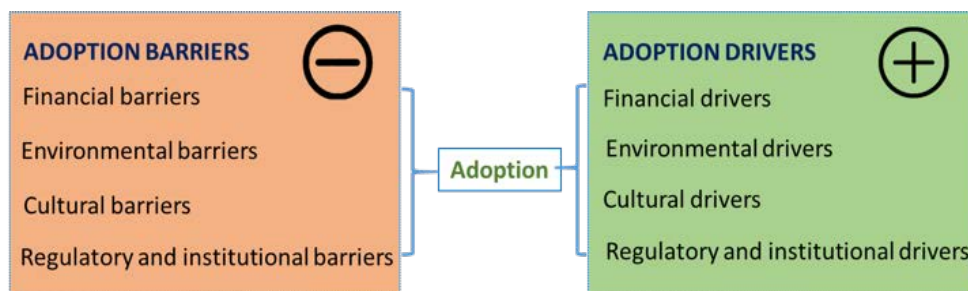 ADOPTION BARRIERS
Financial barriers
Environmental barriers
Cultural barriers
Regulatory and institutional barriers
Adoption
ADOPTION DRIVERS
Financial drivers
Environmental drivers
Cultural drivers
Regulatory and institutional drivers